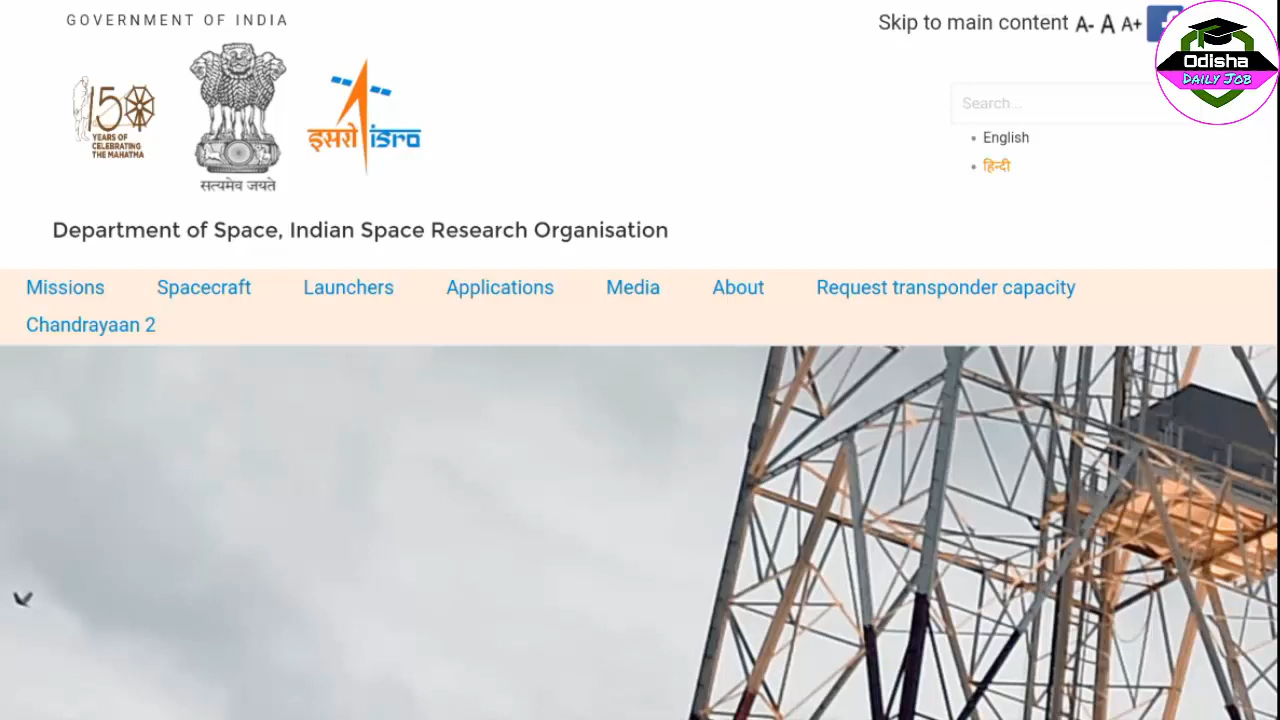 GOVERNMENT OF INDIA
Skip to main content A- A A+
f
Odisha
DAILY JOB
150
YEARS OF
CELEBRATING
THE MAHATMA
सत्यमेव जयते
इसरो isro
Search...
English
हिन्दी
Department of Space, Indian Space Research Organisation
Missions Spacecraft Launchers Applications Media About Request transponder capacity
Chandrayaan 2